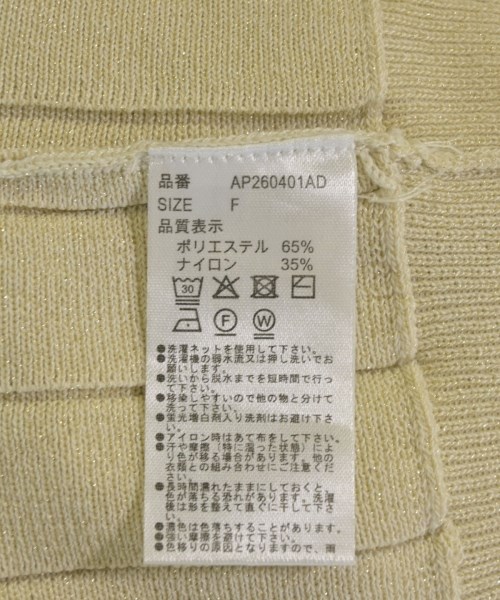 品番 AP260401AD
SIZE F
品質表示
ポリエステル 65%
ナイロン 35%
30
F W
●洗濯ネットを使用して下さい。
●洗濯機の弱水流又は押し洗いでお
願いします。
●洗いから脱水までを短時間で行っ
て下さい。
●移染しやすいので他の物と分けて
洗って下さい。
●蛍光増白剤入り洗剤はお避け下さ
い。
●アイロン時はあて布をして下さい。
●汗や摩擦（特に湿った状態）によ
り色が移る場合があります。他の
衣類との組み合わせにご注意くだ
さい。
●長時間濡れたままにしておくと、
色が落ちる恐れがあります。洗濯
後は形を整えて直ぐに干して下さ
い。
●濃色は色落ちすることがあります。
●強い摩擦を避けて下さい。
●色移りの原因となりますので、雨